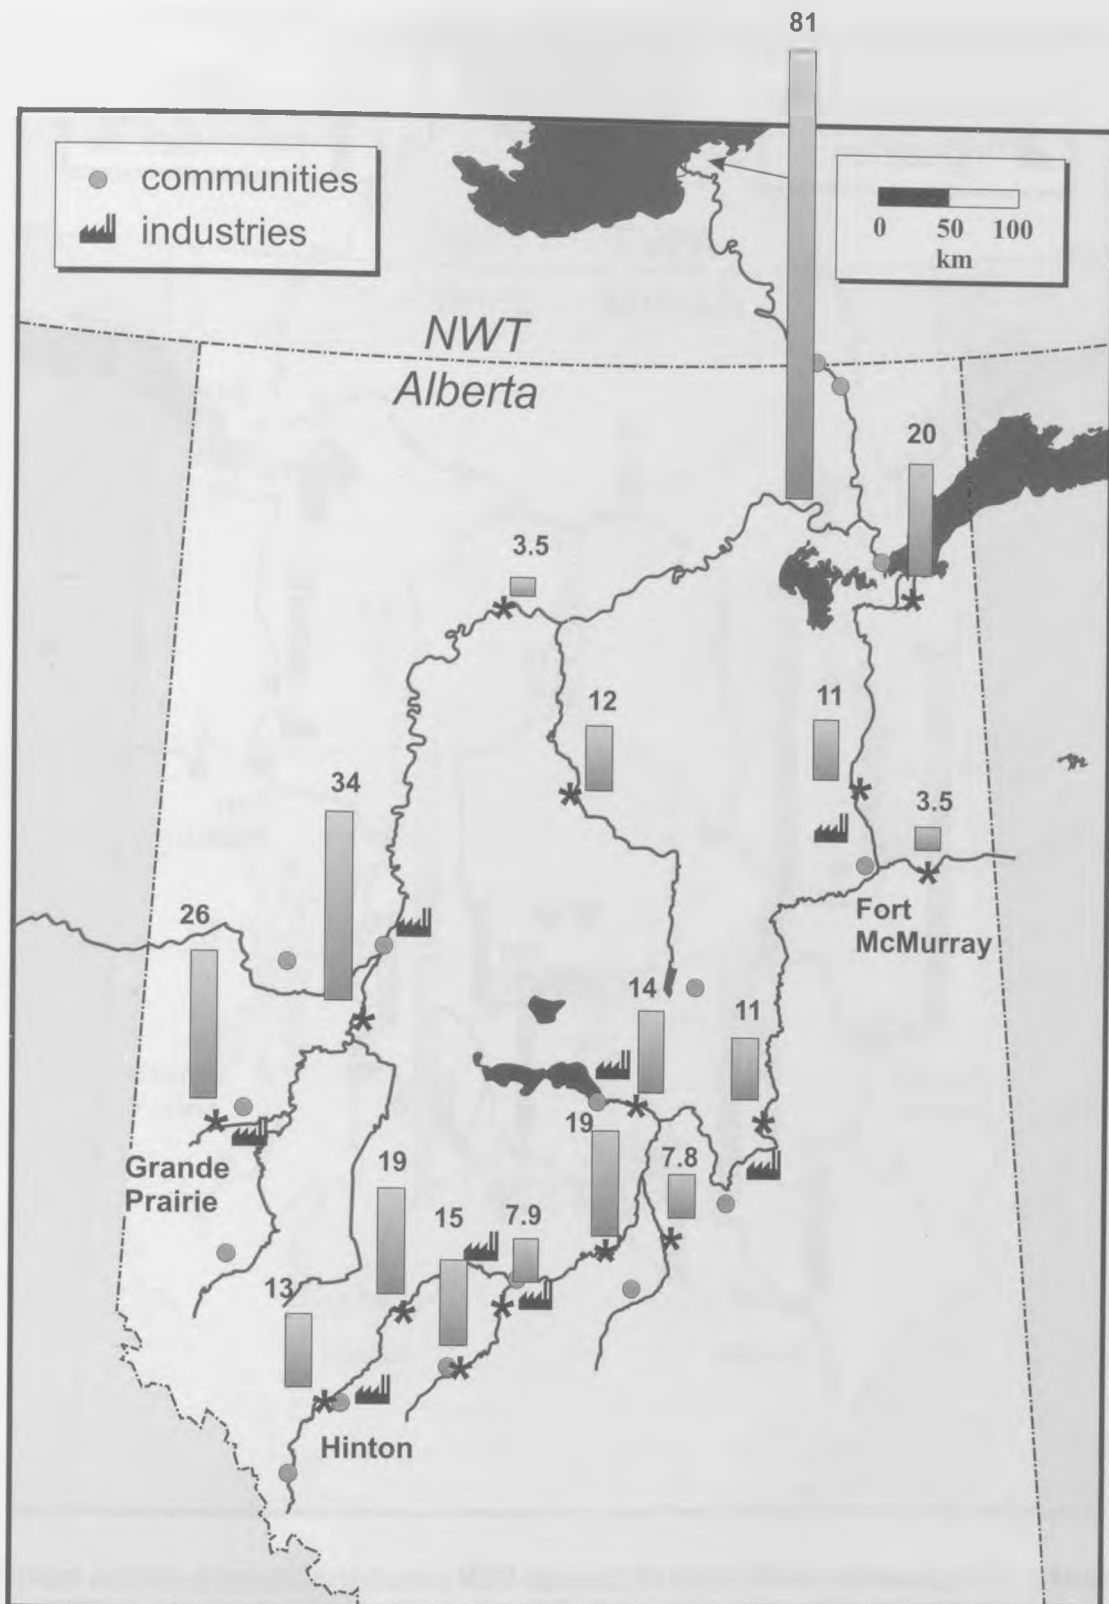 81
communities
industries
0 50 100
km
NWT
Alberta
20
3.5
12
11
34
3.5
26
Fort
McMurray
14
11
19
7.8
Grande
Prairie
19
15
7.9
13
Hinton